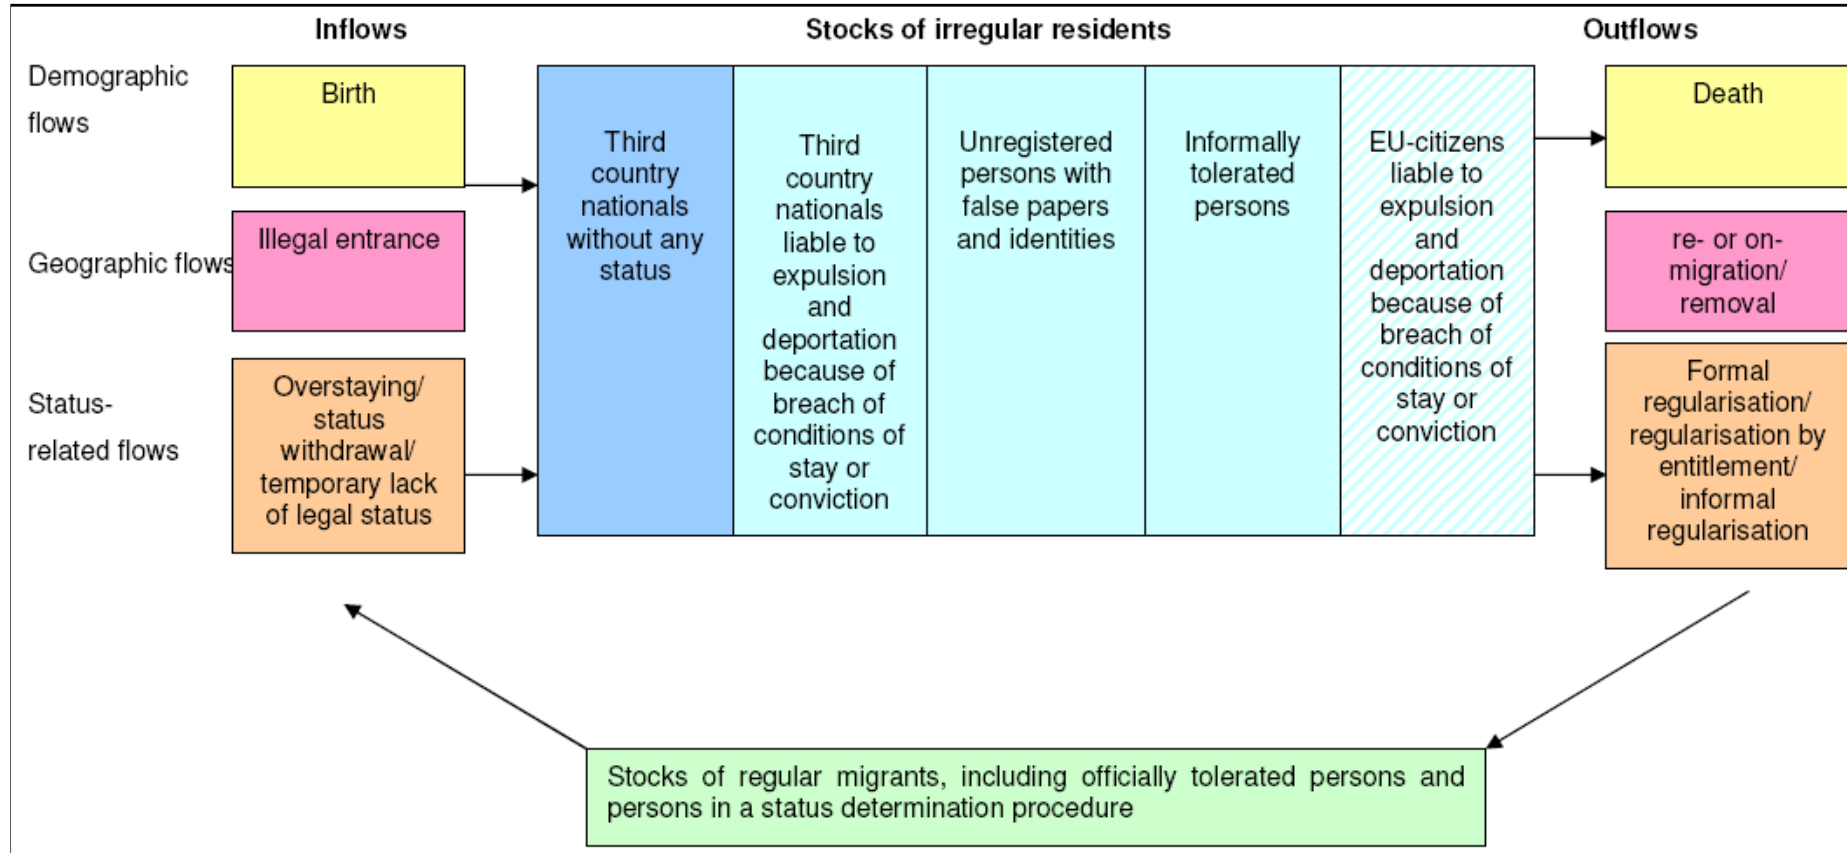 Inflows
Stocks of irregular residents
Outflows
Demographic
flows
Birth
Geographic flows
Illegal entrance
Status-
related flows
Overstaying/
status
withdrawal/
temporary lack
of legal status
Third
country
nationals
without any
status
Third
country
nationals
liable to
expulsion
and
deportation
because of
breach of
conditions of
stay or
conviction
Unregistered
persons with
false papers
and identities
Informally
tolerated
persons
EU-citizens
liable to
expulsion
and
deportation
because of
breach of
conditions of
stay or
conviction
Death
re- or on-
migration/
removal
Formal
regularisation/
regularisation by
entitlement/
informal
regularisation
Stocks of regular migrants, including officially tolerated persons and
persons in a status determination procedure